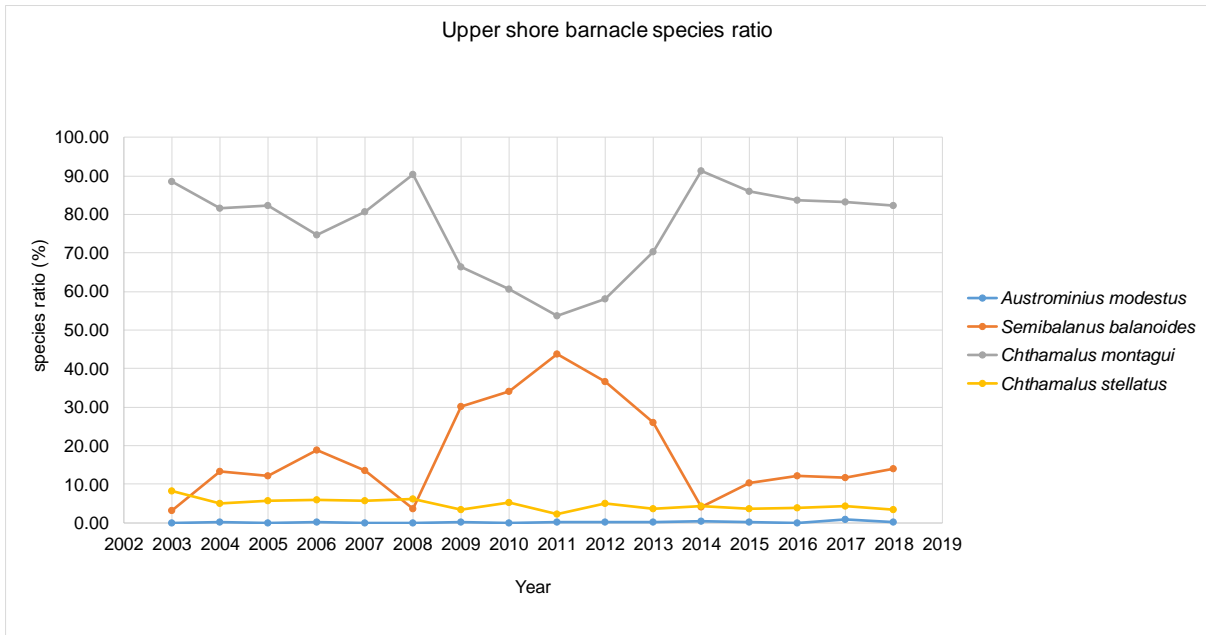 Upper shore barnacle species ratio
100.00
90.00
80.00
70.00
60.00
50.00
40.00
30.00
20.00
10.00
0.00
species ratio (%)
2002 2003 2004 2005 2006 2007 2008 2009 2010 2011 2012 2013 2014 2015 2016 2017 2018 2019
Year
Austrominius modestus
Semibalanus balanoides
Chthamalus montagui
Chthamalus stellatus